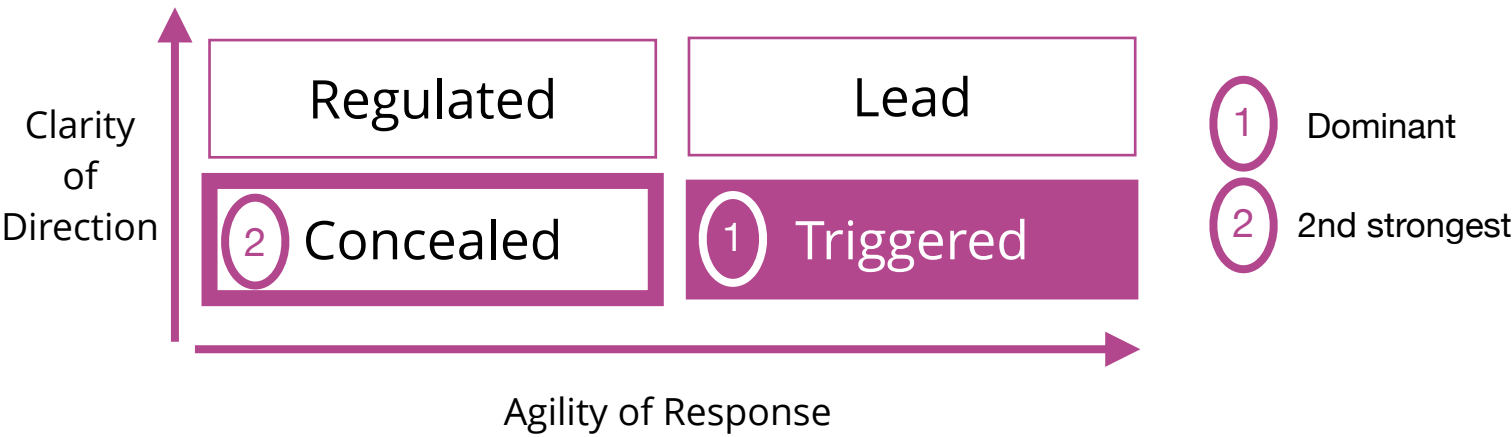 Clarity
of
Direction
Regulated
Lead
2 Concealed
1 Triggered
1 Dominant
2 2nd strongest
Agility of Response